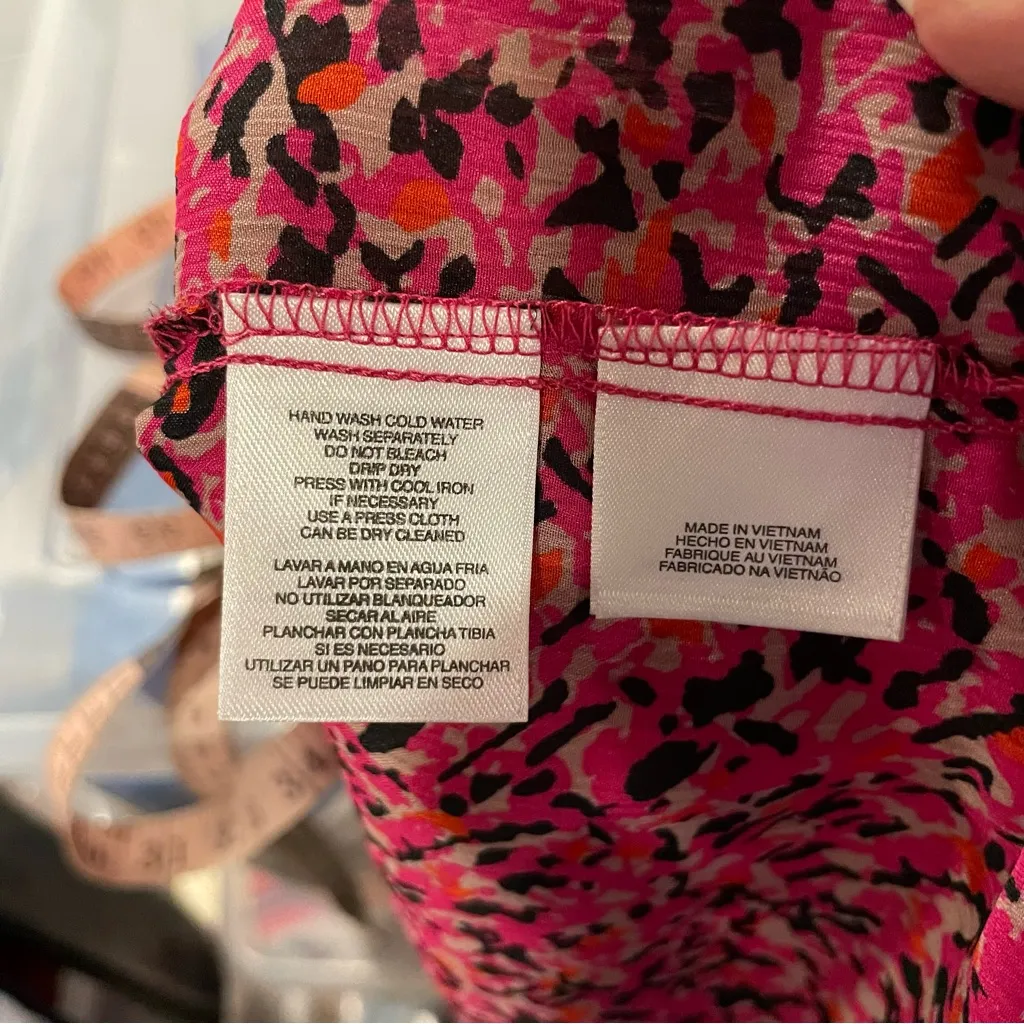 HAND WASH COLD WATER
WASH SEPARATELY
DO NOT BLEACH
DRIP DRY
PRESS WITH COOL IRON
IF NECESSARY
USE A PRESS CLOTH
CAN BE DRY CLEANED
LAVAR A MANO EN AGUA FRIA
LAVAR POR SEPARADO
NO UTILIZAR BLANQUEADOR
SECAR AL AIRE
PLANCHAR CON PLANCHA TIBIA
SI ES NECESARIO
UTILIZAR UN PANO PARA PLANCHAR
SE PUEDE LIMPIAR EN SECO
MADE IN VIETNAM
HECHO EN VIETNAM
FABRIQUE AU VIETNAM
FABRICADO NA VIETNÃO